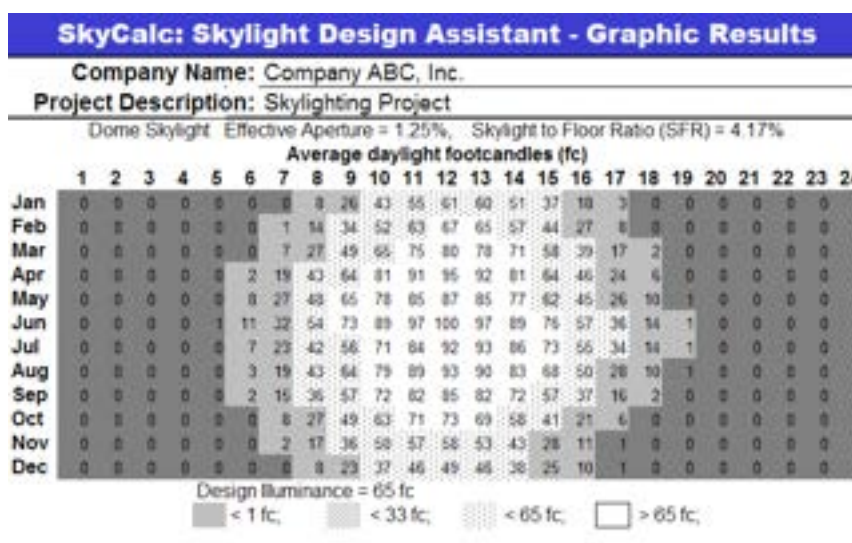 SkyCalc: Skylight Design Assistant - Graphic Results
Company Name: Company ABC, Inc.
Project Description: Skylighting Project
Dome Skylight Effective Aperture = 1.25%, Skylight to Floor Ratio (SFR) = 4.17%
Average daylight footcandles (fc)
1 2 3 4 5 6 7 8 9 10 11 12 13 14 15 16 17 18 19 20 21 22 23
Jan 0 0 0 0 0 0 0 8 26 43 55 61 60 51 37 18 3 0 0 0 0 0 0 0
Feb 0 0 0 0 0 0 1 14 34 52 63 67 65 57 44 27 8 0 0 0 0 0 0 0
Mar 0 0 0 0 0 0 7 27 49 65 75 80 78 71 58 39 17 2 0 0 0 0 0 0
Apr 0 0 0 0 0 2 19 43 64 81 91 95 92 81 64 46 24 6 0 0 0 0 0 0
May 0 0 0 0 0 8 27 48 65 78 85 87 85 77 62 45 26 10 1 0 0 0 0 0
Jun 0 0 0 0 1 11 32 54 73 89 97 100 97 89 76 57 36 14 1 0 0 0 0 0
Jul 0 0 0 0 0 7 23 42 56 71 84 92 93 86 73 55 34 14 1 0 0 0 0 0
Aug 0 0 0 0 0 3 19 43 64 79 89 93 90 83 68 50 28 10 1 0 0 0 0 0
Sep 0 0 0 0 0 2 15 36 57 72 82 85 82 72 57 37 16 2 0 0 0 0 0 0
Oct 0 0 0 0 0 0 8 27 49 63 71 73 69 58 41 21 6 0 0 0 0 0 0 0
Nov 0 0 0 0 0 0 2 17 36 50 57 58 53 43 28 11 1 0 0 0 0 0 0 0
Dec 0 0 0 0 0 0 0 8 23 37 46 49 46 38 25 10 1 0 0 0 0 0 0 0
Design Illuminance = 65 fc
< 1 fc; < 33 fc; < 65 fc; > 65 fc;